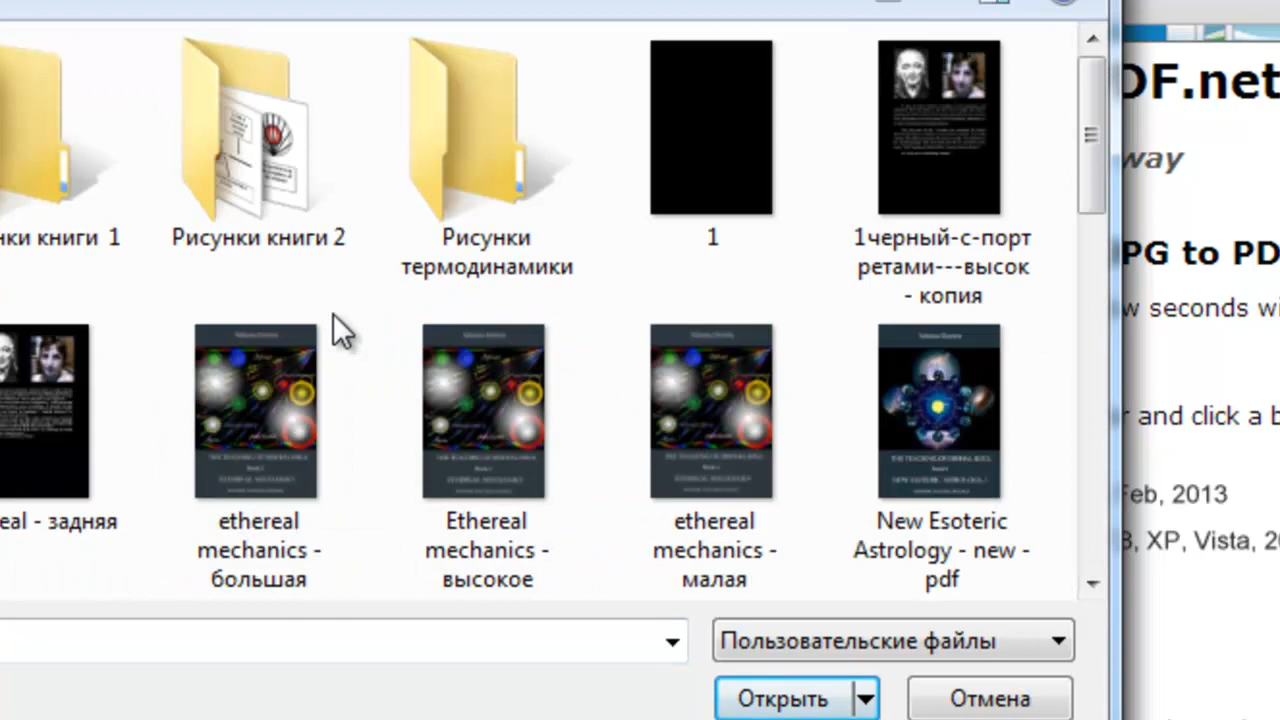 DF.net
way
нки книги 1
Рисунки книги 2
Рисунки
термодинамики
1
1черный-с-порт
ретами---высок
- копия
PG to PD
w seconds wi
r and click a b
Feb, 2013
8, XP, Vista, 20
eal - задняя
ethereal
mechanics -
большая
Ethereal
mechanics -
высокое
ethereal
mechanics -
малая
New Esoteric
Astrology - new -
pdf
Пользовательские файлы
Открыть
Отмена